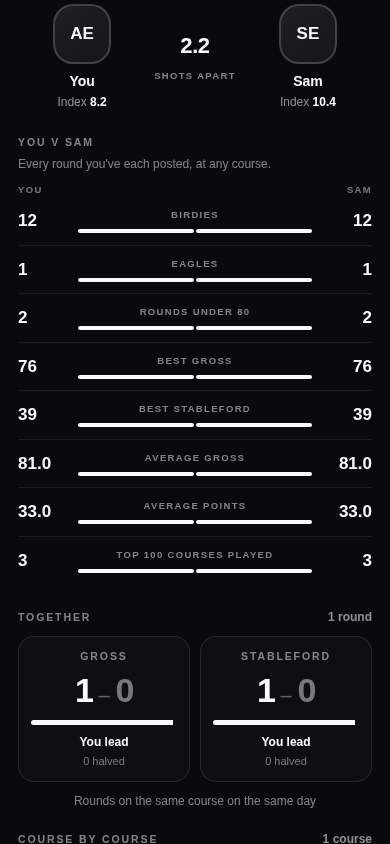 AE
2.2
SE
SHOTS APART
You
Sam
Index 8.2
Index 10.4
YOU V SAM
Every round you've each posted, at any course.
YOU
SAM
12 BIRDIES 12
1 EAGLES 1
2 ROUNDS UNDER 80 2
76 BEST GROSS 76
39 BEST STABLEFORD 39
81.0 AVERAGE GROSS 81.0
33.0 AVERAGE POINTS 33.0
3 TOP 100 COURSES PLAYED 3
TOGETHER 1 round
GROSS
1 – 0
You lead
0 halved
STABLEFORD
1 – 0
You lead
0 halved
Rounds on the same course on the same day
COURSE BY COURSE 1 course